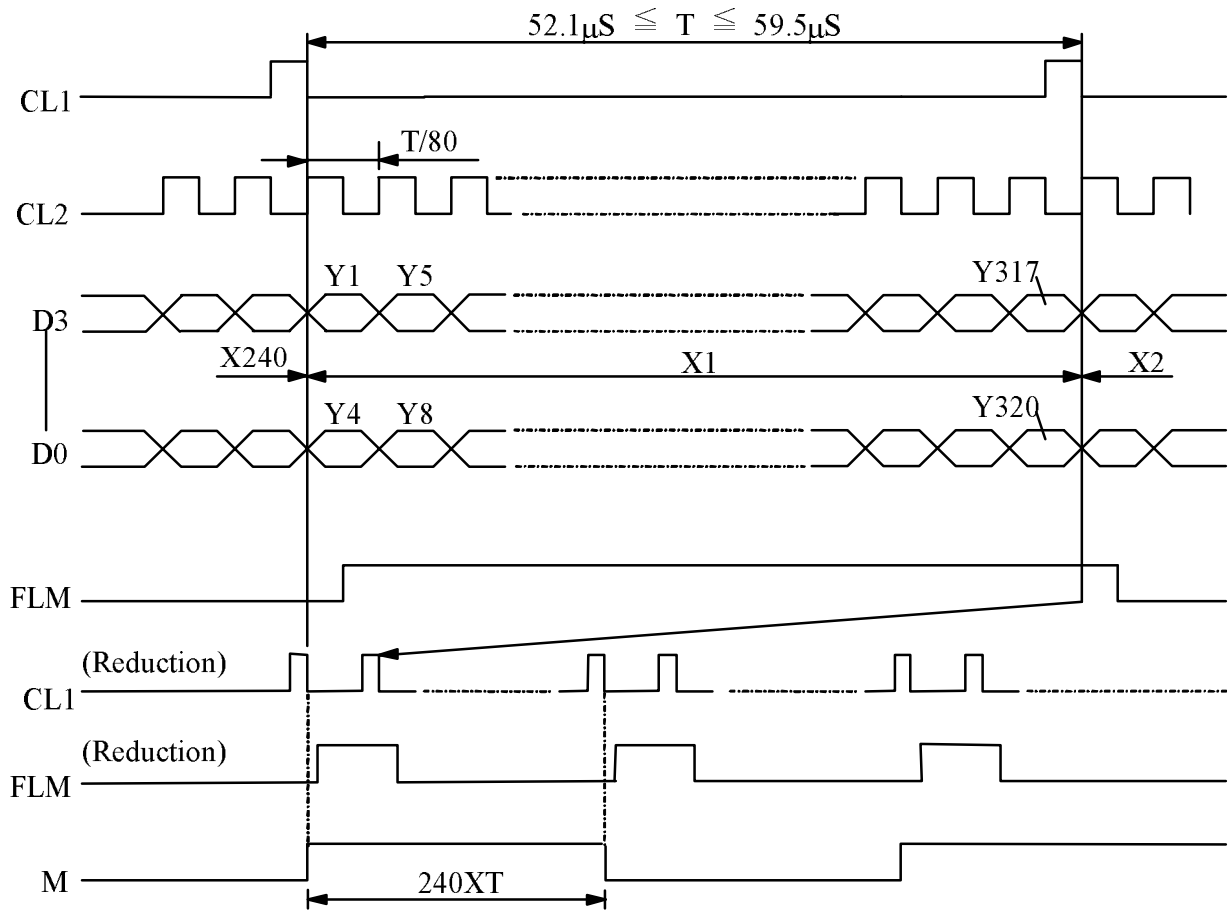 52.1μS ≦ T ≦ 59.5μS
CL1
T/80
CL2
Y1 Y5 Y317
D3
X240 X1 X2
Y4 Y8 Y320
D0
FLM
(Reduction)
CL1
(Reduction)
FLM
M
240XT